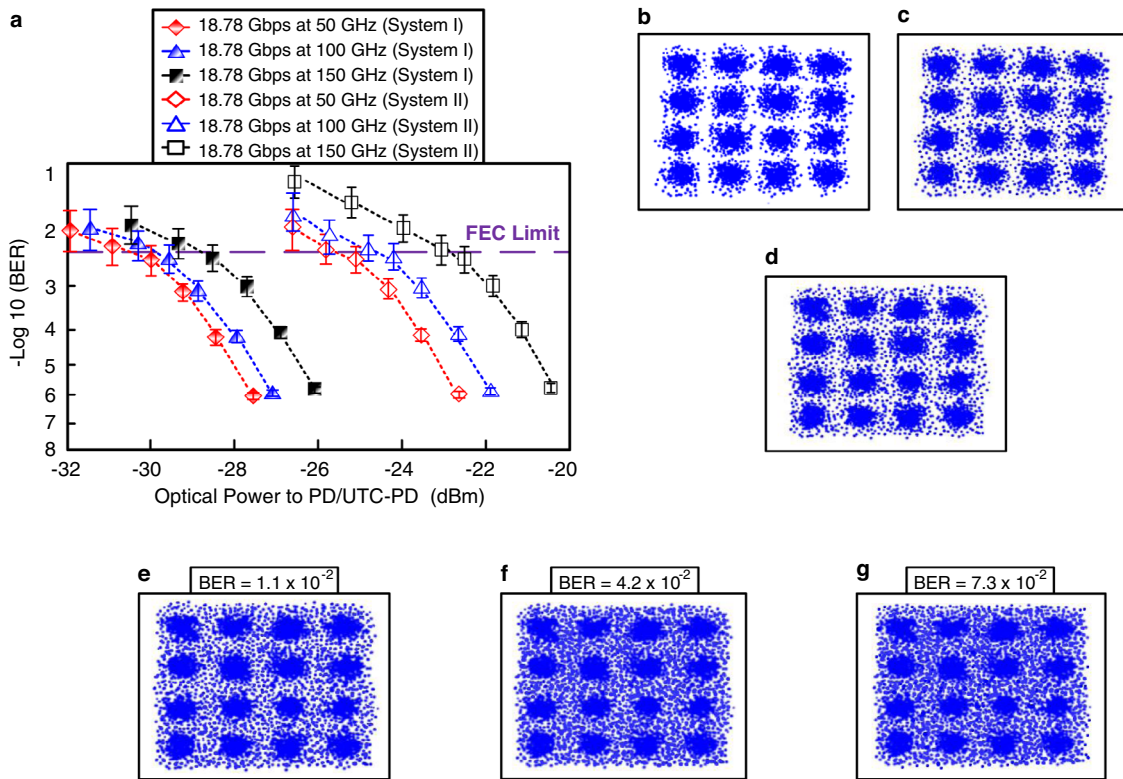 a
18.78 Gbps at 50 GHz (System I)
18.78 Gbps at 100 GHz (System I)
18.78 Gbps at 150 GHz (System I)
18.78 Gbps at 50 GHz (System II)
18.78 Gbps at 100 GHz (System II)
18.78 Gbps at 150 GHz (System II)
1
2
3
4
5
6
7
8
-Log 10 (BER)
FEC Limit
-32
-30
-28
-26
-24
-22
-20
Optical Power to PD/UTC-PD (dBm)
b
c
d
e
BER = 1.1 x 10⁻²
f
BER = 4.2 x 10⁻²
g
BER = 7.3 x 10⁻²